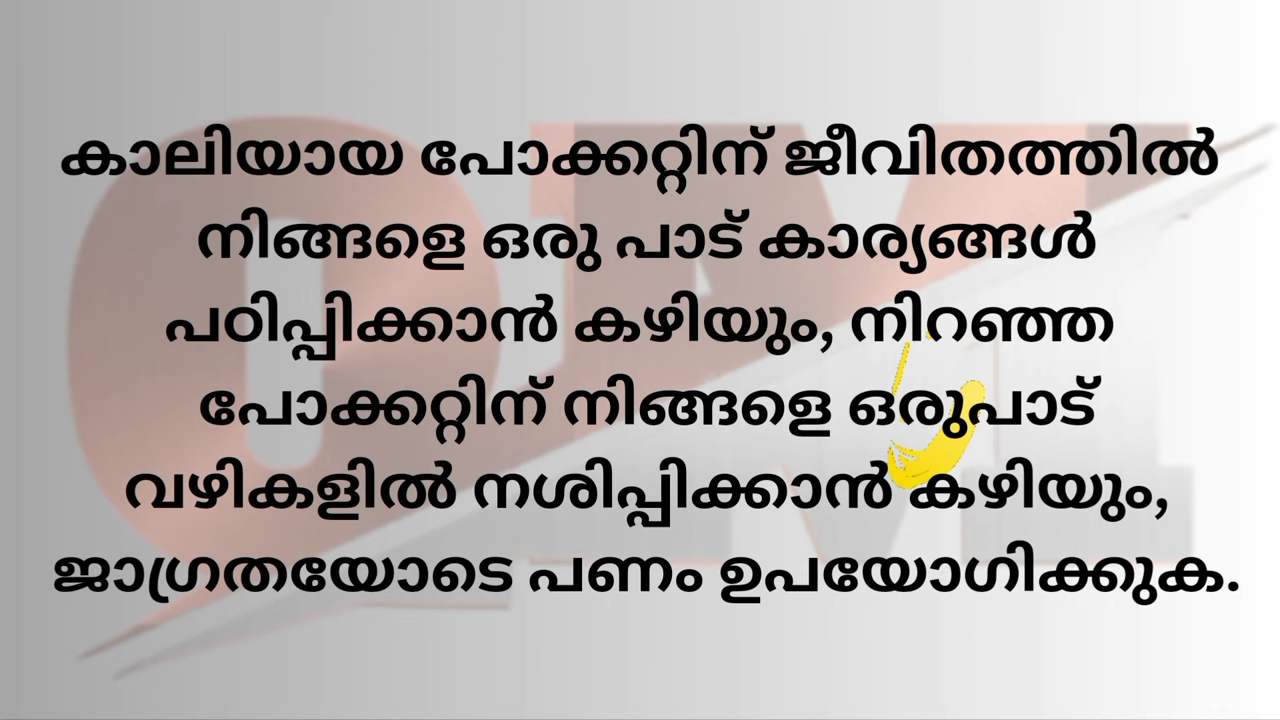 കാലിയായ പോക്കറ്റിന് ജീവിതത്തിൽ
നിങ്ങളെ ഒരു പാട് കാര്യങ്ങൾ
പഠിപ്പിക്കാൻ കഴിയും, നിറഞ്ഞ
പോക്കറ്റിന് നിങ്ങളെ ഒരുപാട്
വഴികളിൽ നശിപ്പിക്കാൻ കഴിയും,
ജാഗ്രതയോടെ പണം ഉപയോഗിക്കുക.